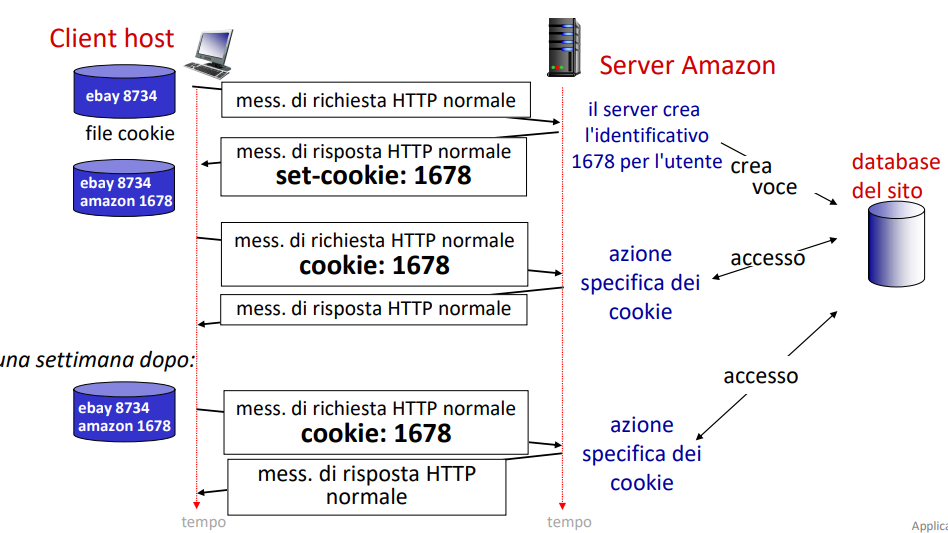 Client host
Server Amazon
ebay 8734
file cookie
mess. di richiesta HTTP normale
il server crea
l'identificativo
1678 per l'utente
mess. di risposta HTTP normale
set-cookie: 1678
crea
voce
database
del sito
ebay 8734
amazon 1678
mess. di richiesta HTTP normale
cookie: 1678
azione
specifica dei
cookie
accesso
mess. di risposta HTTP normale
una settimana dopo:
ebay 8734
amazon 1678
mess. di richiesta HTTP normale
cookie: 1678
azione
specifica dei
cookie
accesso
mess. di risposta HTTP
normale
tempo
tempo
Applica